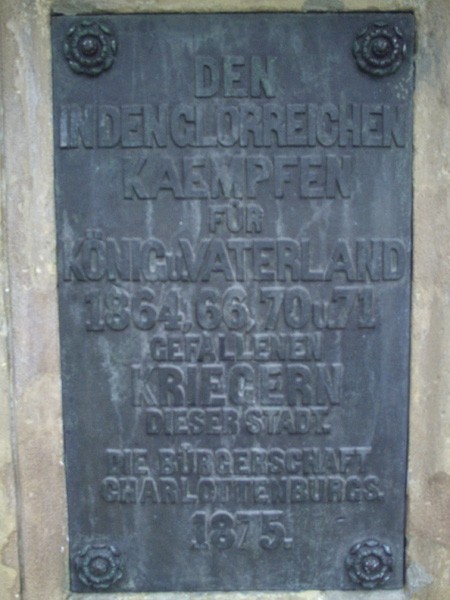 DEN
IN DEN GLORREICHEN
KAEMPFEN
FÜR
KÖNIG u. VATERLAND
1864, 66, 70 u. 71
GEFALLENEN
KRIEGERN
DIESER STADT.
DIE BÜRGERSCHAFT
CHARLOTTENBURGS.
1875.